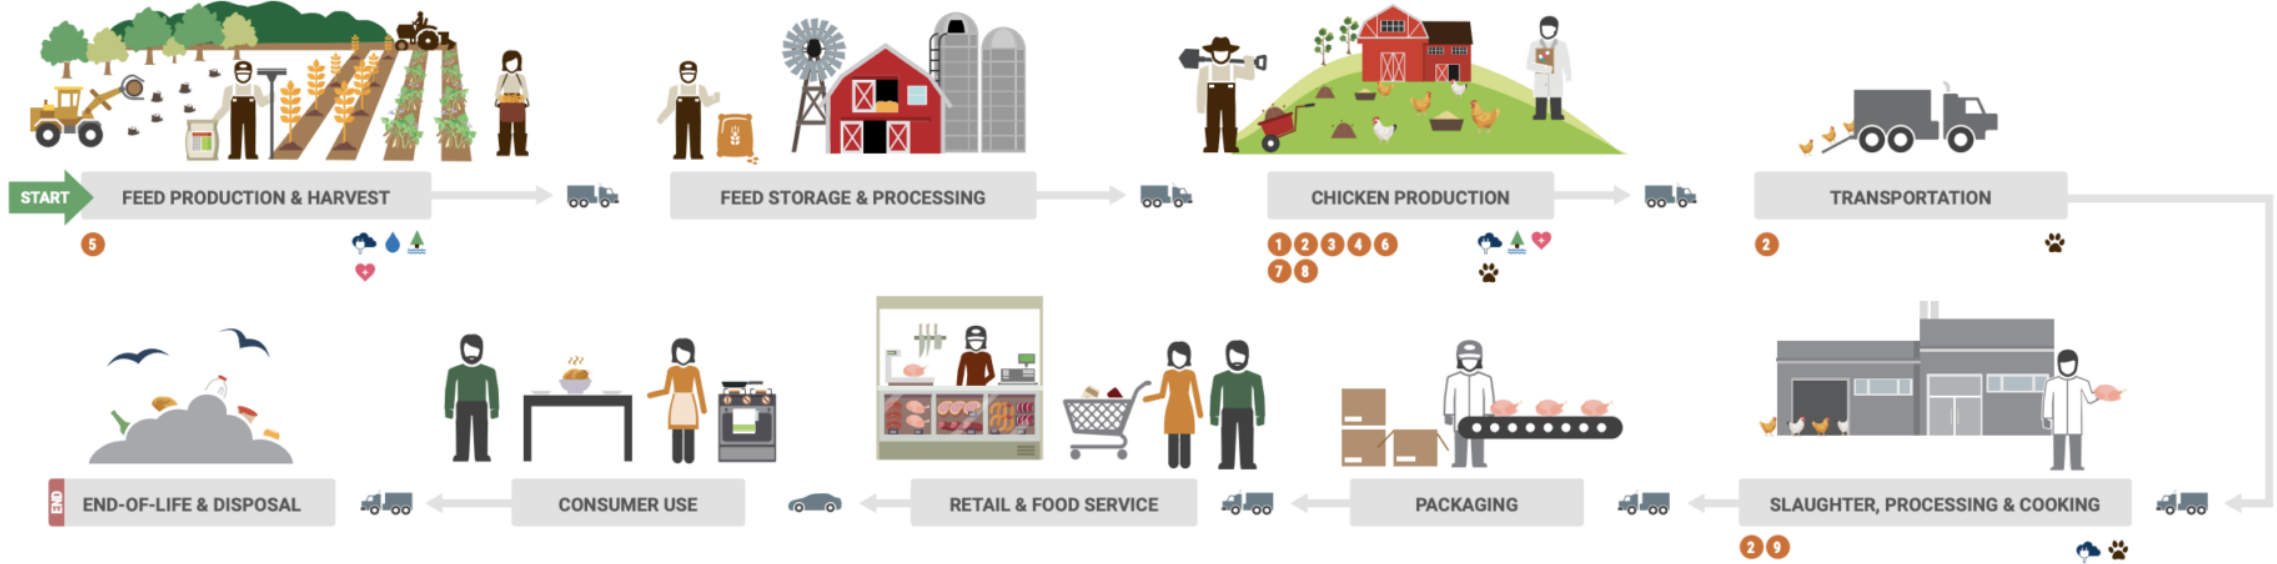 START
FEED PRODUCTION & HARVEST
FEED STORAGE & PROCESSING
CHICKEN PRODUCTION
TRANSPORTATION
5
1 2 3 4 6
7 8
2
END
END-OF-LIFE & DISPOSAL
CONSUMER USE
RETAIL & FOOD SERVICE
PACKAGING
SLAUGHTER, PROCESSING & COOKING
2 9